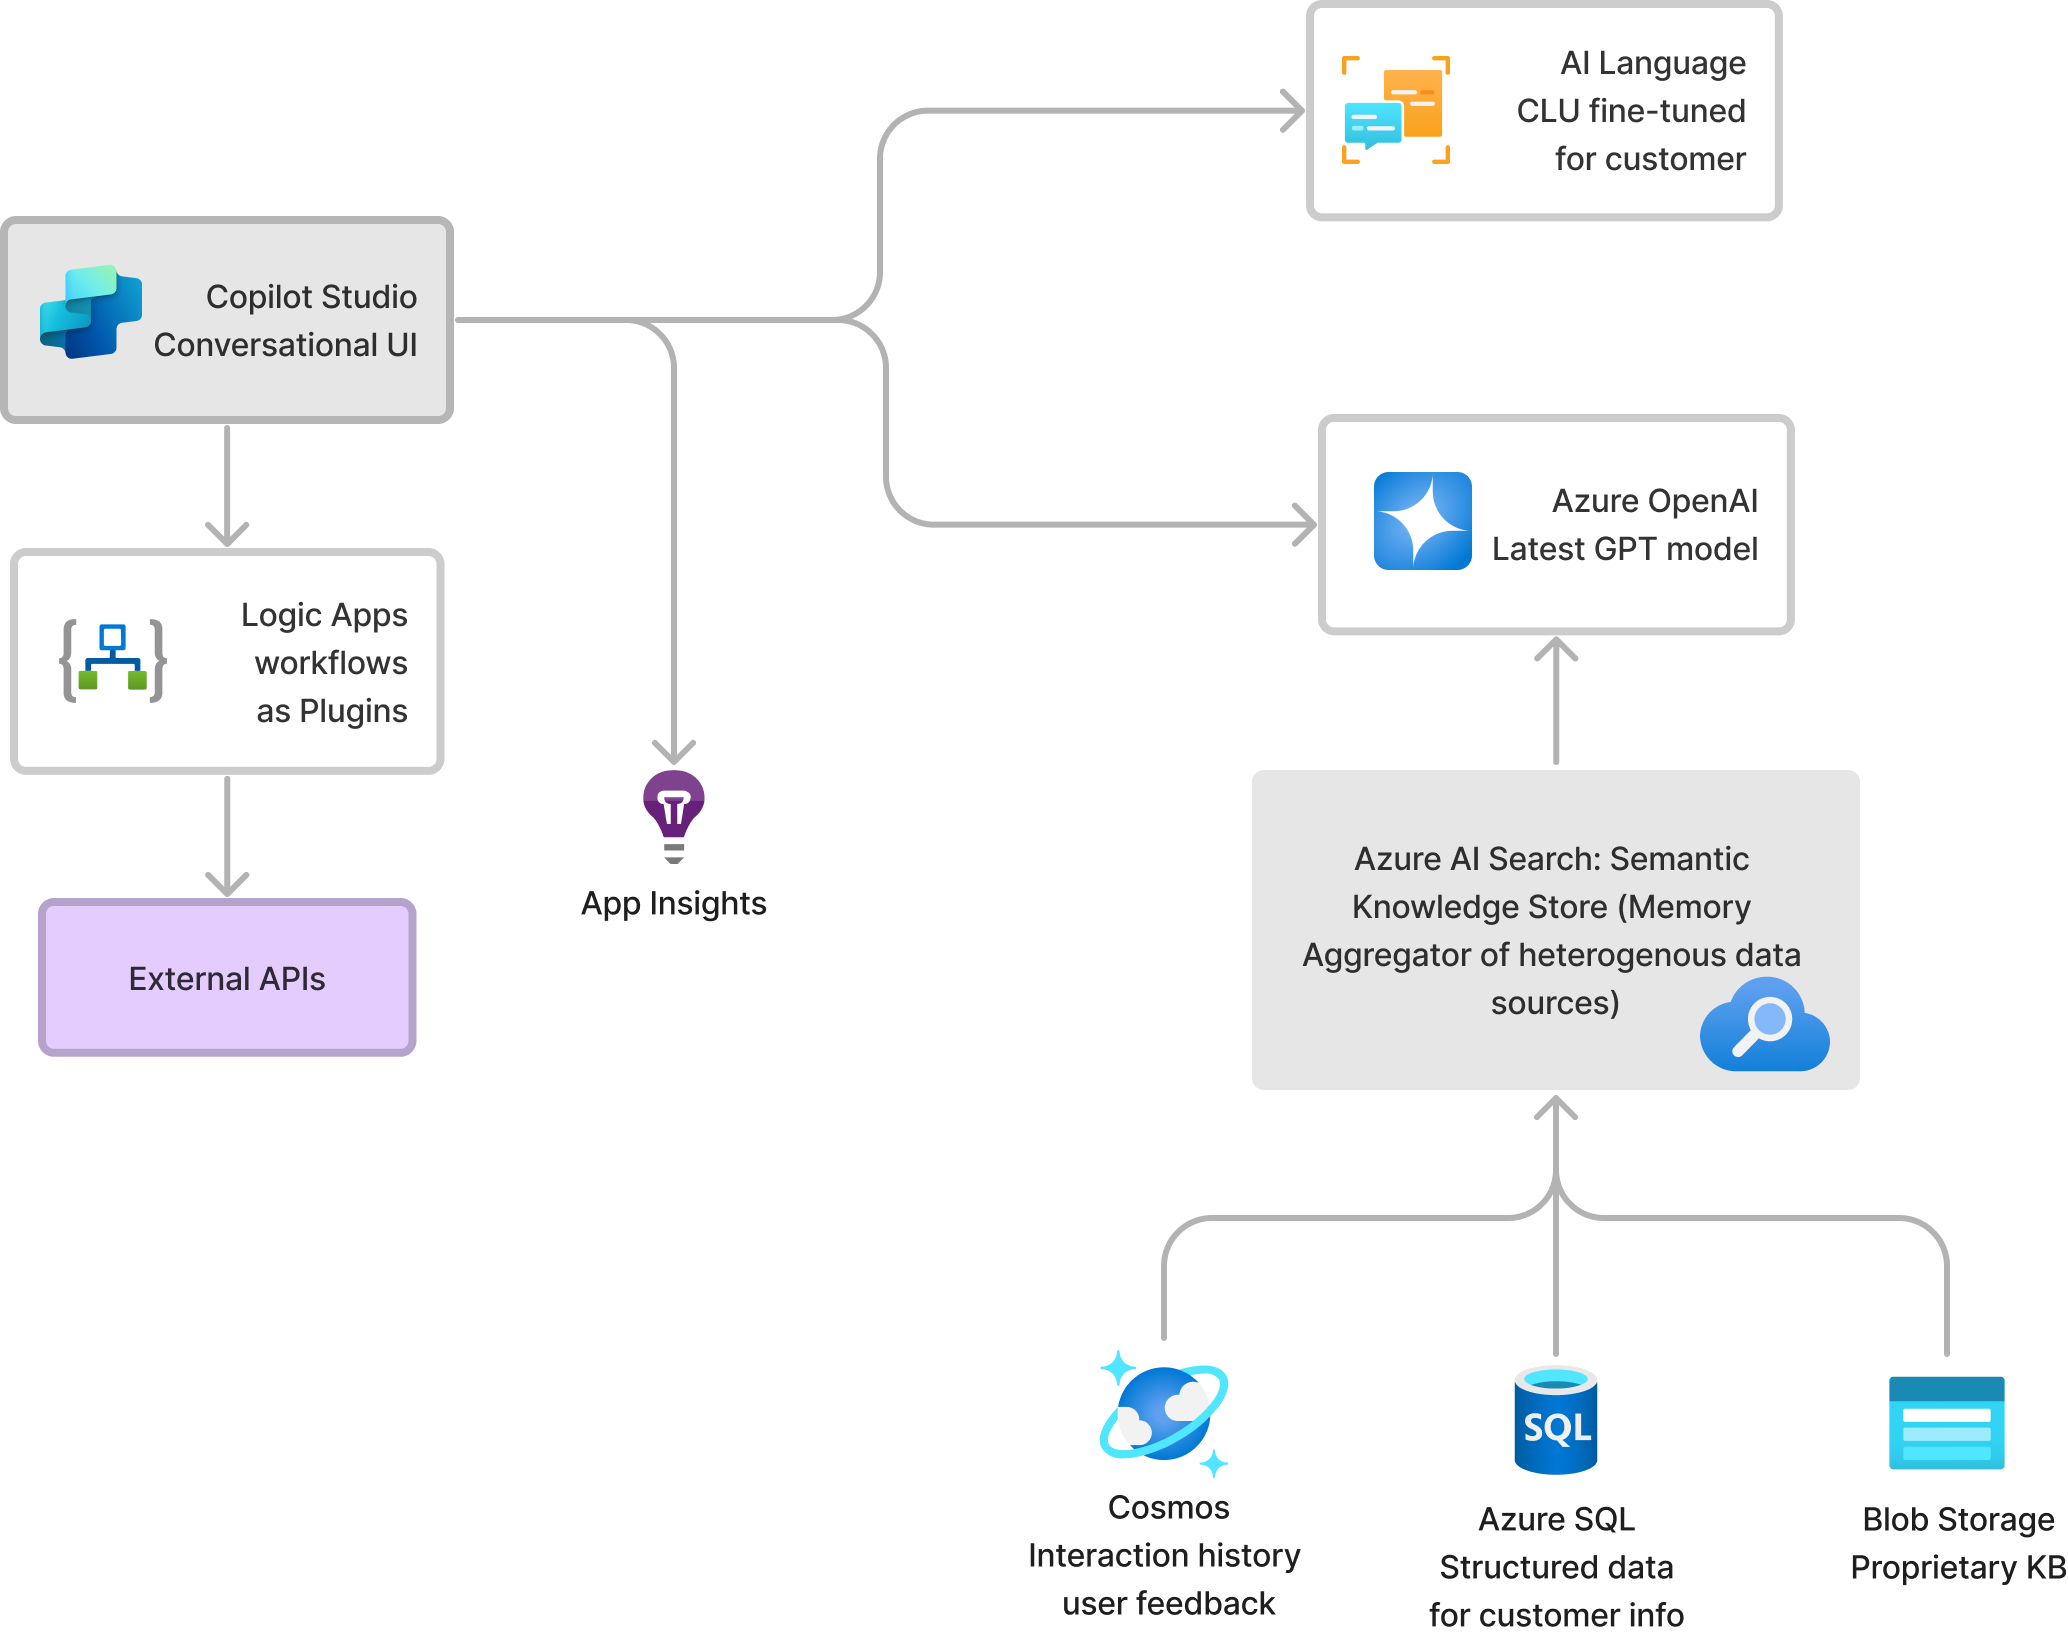 AI Language
CLU fine-tuned
for customer
Copilot Studio
Conversational UI
Azure OpenAI
Latest GPT model
Logic Apps
workflows
as Plugins
App Insights
External APIs
Azure AI Search: Semantic
Knowledge Store (Memory
Aggregator of heterogenous data
sources)
SQL
Cosmos
Interaction history
user feedback
Azure SQL
Structured data
for customer info
Blob Storage
Proprietary KB